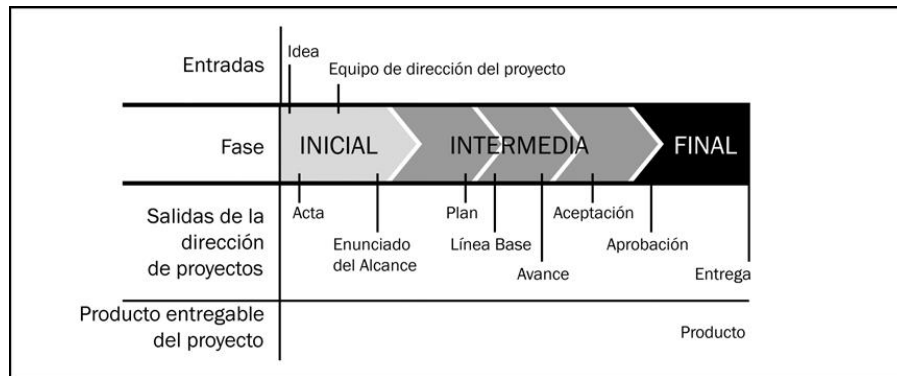 Idea
Entradas
Equipo de dirección del proyecto
Fase
INICIAL
INTERMEDIA
FINAL
Salidas de la
dirección
de proyectos
Acta
Plan
Aceptación
Enunciado
del Alcance
Línea Base
Aprobación
Avance
Entrega
Producto entregable
del proyecto
Producto